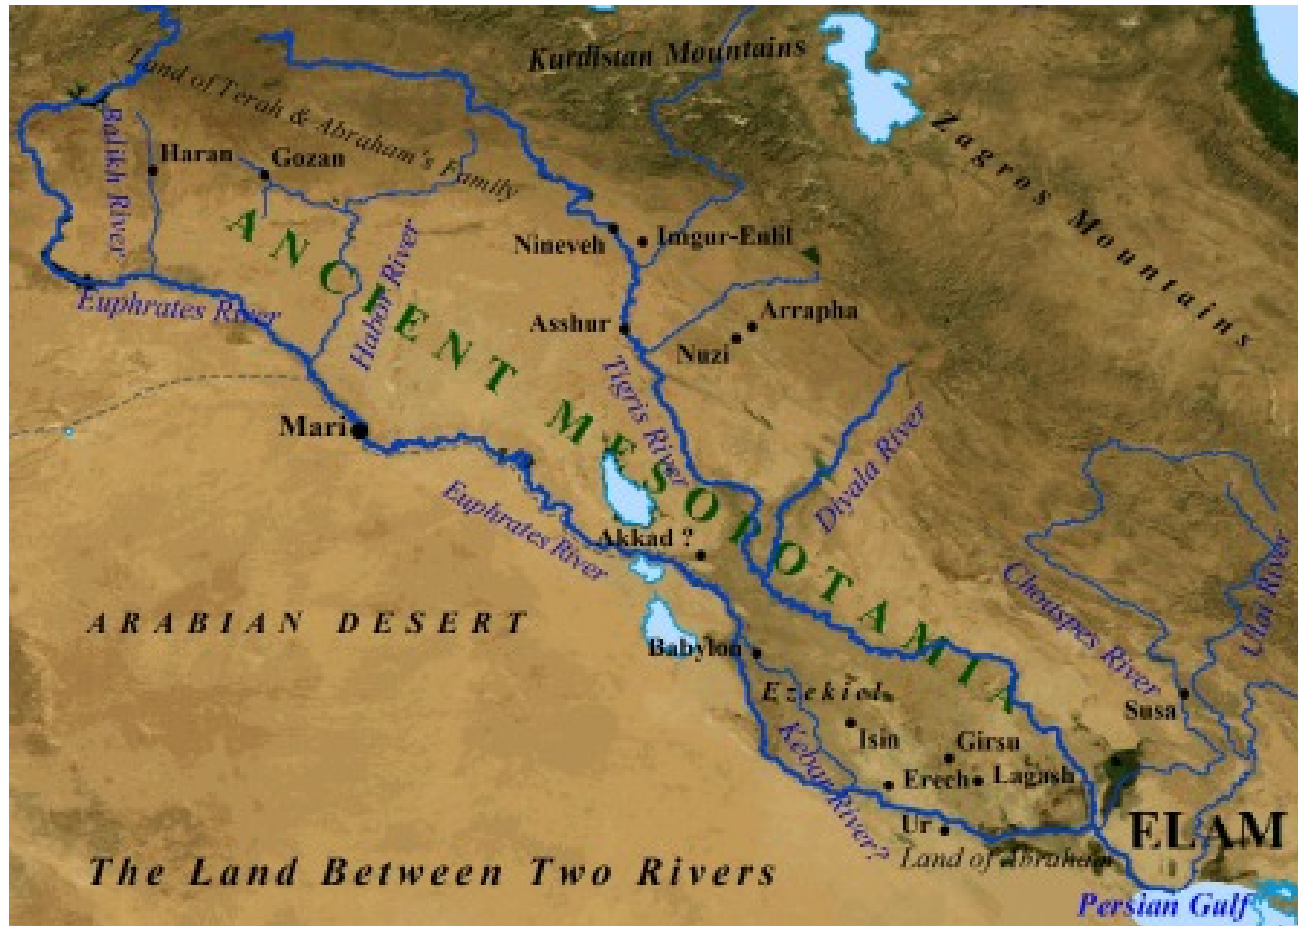 Kurdistan Mountains
Land of Terah & Abraham's Family
Zagros Mountains
Balikh River
Haran
Gozan
ANCIENT MESOPOTAMIA
Nineveh
Imgur-Enlil
Habor River
Euphrates River
Asshur
Arrapha
Nuzi
Tigris River
Mari
Diyala River
Euphrates River
Akkad ?
Chouspes River
Ulai River
ARABIAN DESERT
Babylon
Ezekiel
Susa
Isin
Girsu
Kebar River?
Erech
Lagash
Ur
ELAM
Land of Abraham
The Land Between Two Rivers
Persian Gulf